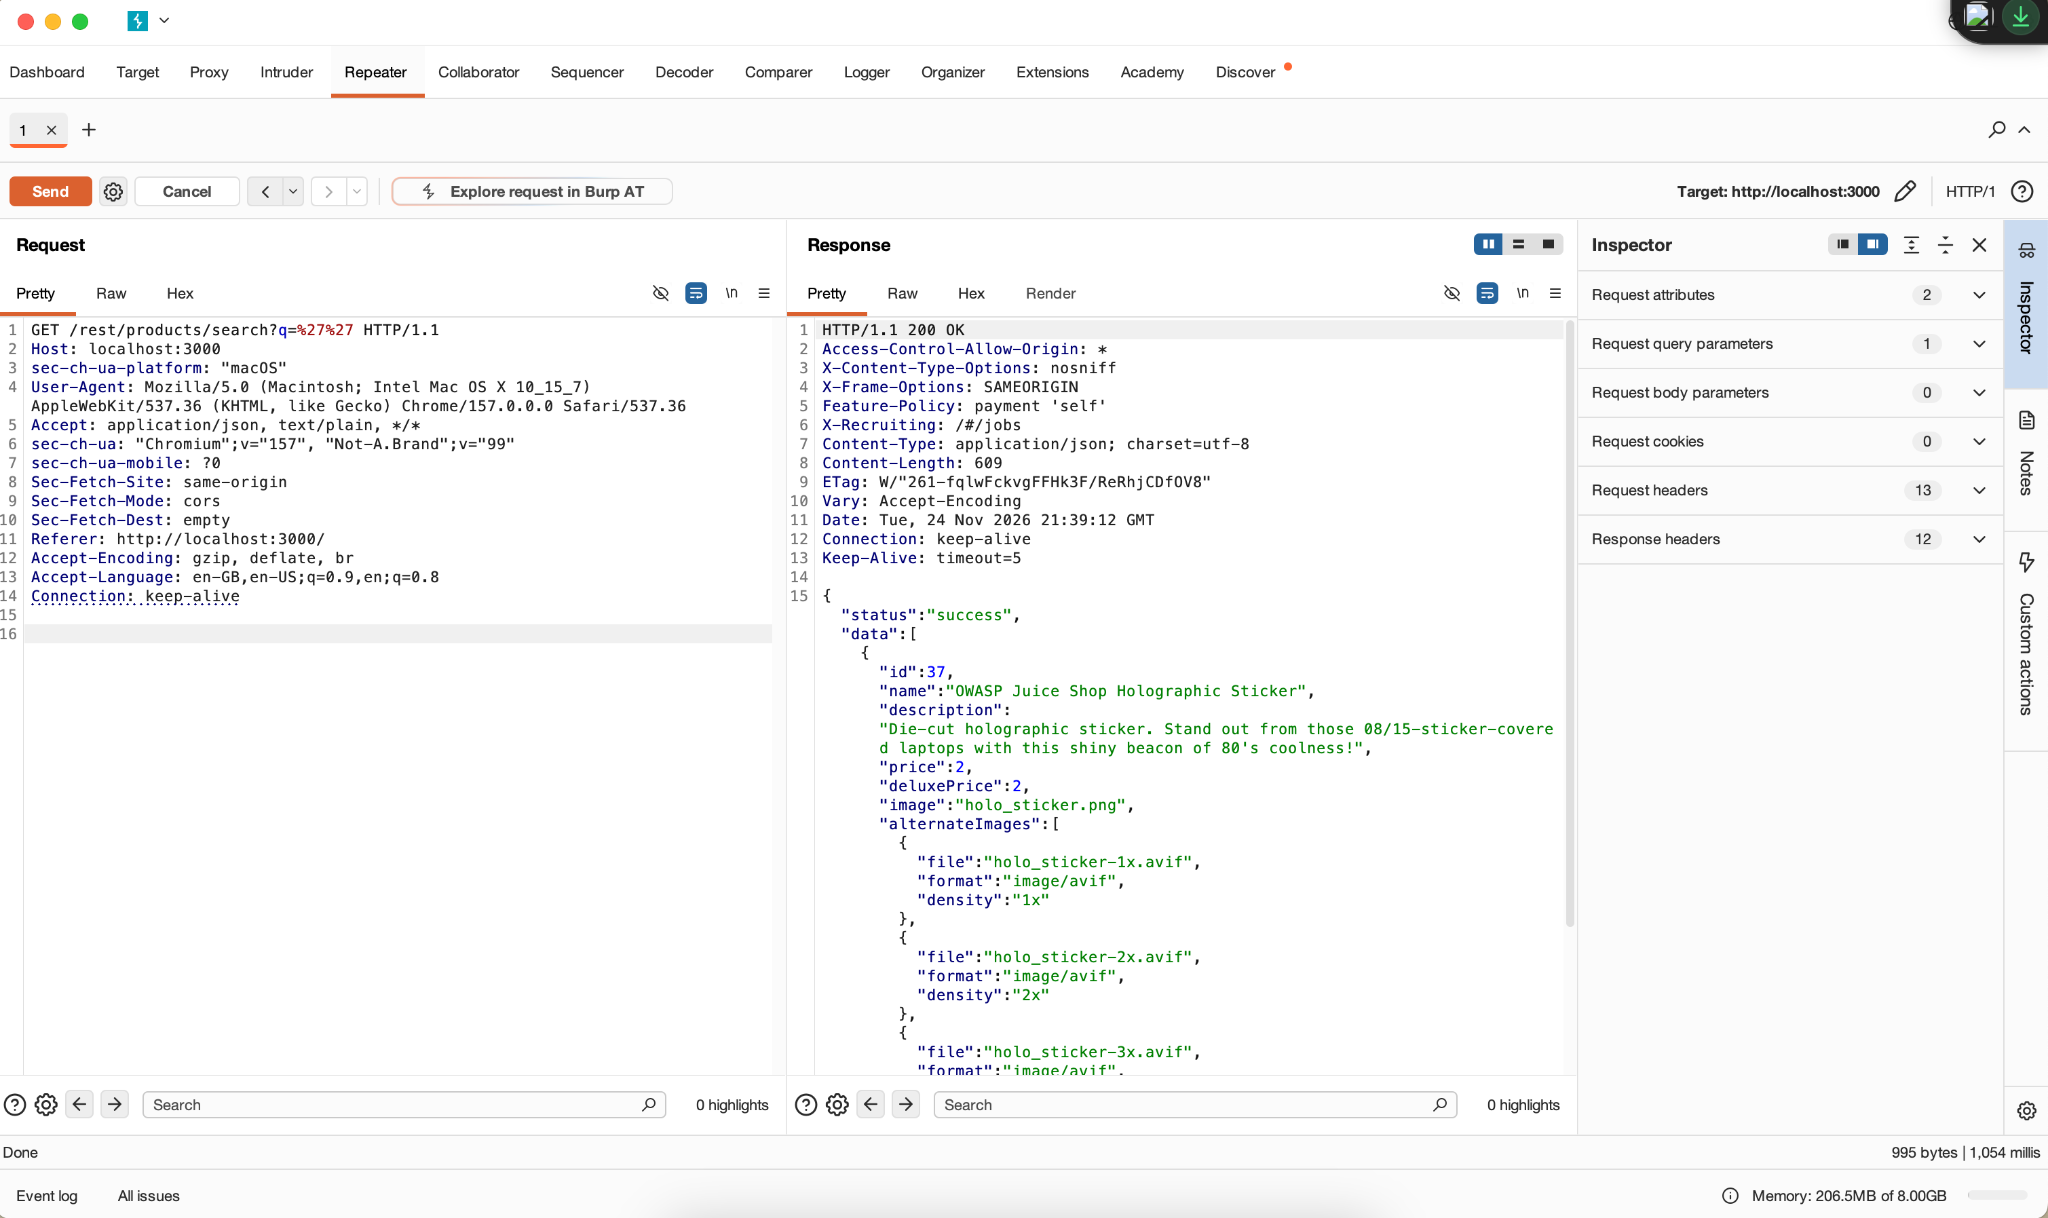 Dashboard Target Proxy Intruder Repeater Collaborator Sequencer Decoder Comparer Logger Organizer Extensions Academy Discover
1 × +
Send Cancel < > Explore request in Burp AT Target: http://localhost:3000 HTTP/1 ?
Request
Pretty Raw Hex \n
1 GET /rest/products/search?q=%27%27 HTTP/1.1
2 Host: localhost:3000
3 sec-ch-ua-platform: "macOS"
4 User-Agent: Mozilla/5.0 (Macintosh; Intel Mac OS X 10_15_7)
AppleWebKit/537.36 (KHTML, like Gecko) Chrome/157.0.0.0 Safari/537.36
5 Accept: application/json, text/plain, */*
6 sec-ch-ua: "Chromium";v="157", "Not-A.Brand";v="99"
7 sec-ch-ua-mobile: ?0
8 Sec-Fetch-Site: same-origin
9 Sec-Fetch-Mode: cors
10 Sec-Fetch-Dest: empty
11 Referer: http://localhost:3000/
12 Accept-Encoding: gzip, deflate, br
13 Accept-Language: en-GB,en-US;q=0.9,en;q=0.8
14 Connection: keep-alive
15
16
Search 0 highlights
Response
Pretty Raw Hex Render \n
1 HTTP/1.1 200 OK
2 Access-Control-Allow-Origin: *
3 X-Content-Type-Options: nosniff
4 X-Frame-Options: SAMEORIGIN
5 Feature-Policy: payment 'self'
6 X-Recruiting: /#/jobs
7 Content-Type: application/json; charset=utf-8
8 Content-Length: 609
9 ETag: W/"261-fqlwFckvgFFHk3F/ReRhjCDfOV8"
10 Vary: Accept-Encoding
11 Date: Tue, 24 Nov 2026 21:39:12 GMT
12 Connection: keep-alive
13 Keep-Alive: timeout=5
14
15 {
"status":"success",
"data":[
{
"id":37,
"name":"OWASP Juice Shop Holographic Sticker",
"description":
"Die-cut holographic sticker. Stand out from those 08/15-sticker-covere
d laptops with this shiny beacon of 80's coolness!",
"price":2,
"deluxePrice":2,
"image":"holo_sticker.png",
"alternateImages":[
{
"file":"holo_sticker-1x.avif",
"format":"image/avif",
"density":"1x"
},
{
"file":"holo_sticker-2x.avif",
"format":"image/avif",
"density":"2x"
},
{
"file":"holo_sticker-3x.avif",
"format":"image/avif",
Search 0 highlights
Inspector
Request attributes 2
Request query parameters 1
Request body parameters 0
Request cookies 0
Request headers 13
Response headers 12
Inspector
Notes
Custom actions
Done 995 bytes | 1,054 millis
Event log All issues Memory: 206.5MB of 8.00GB